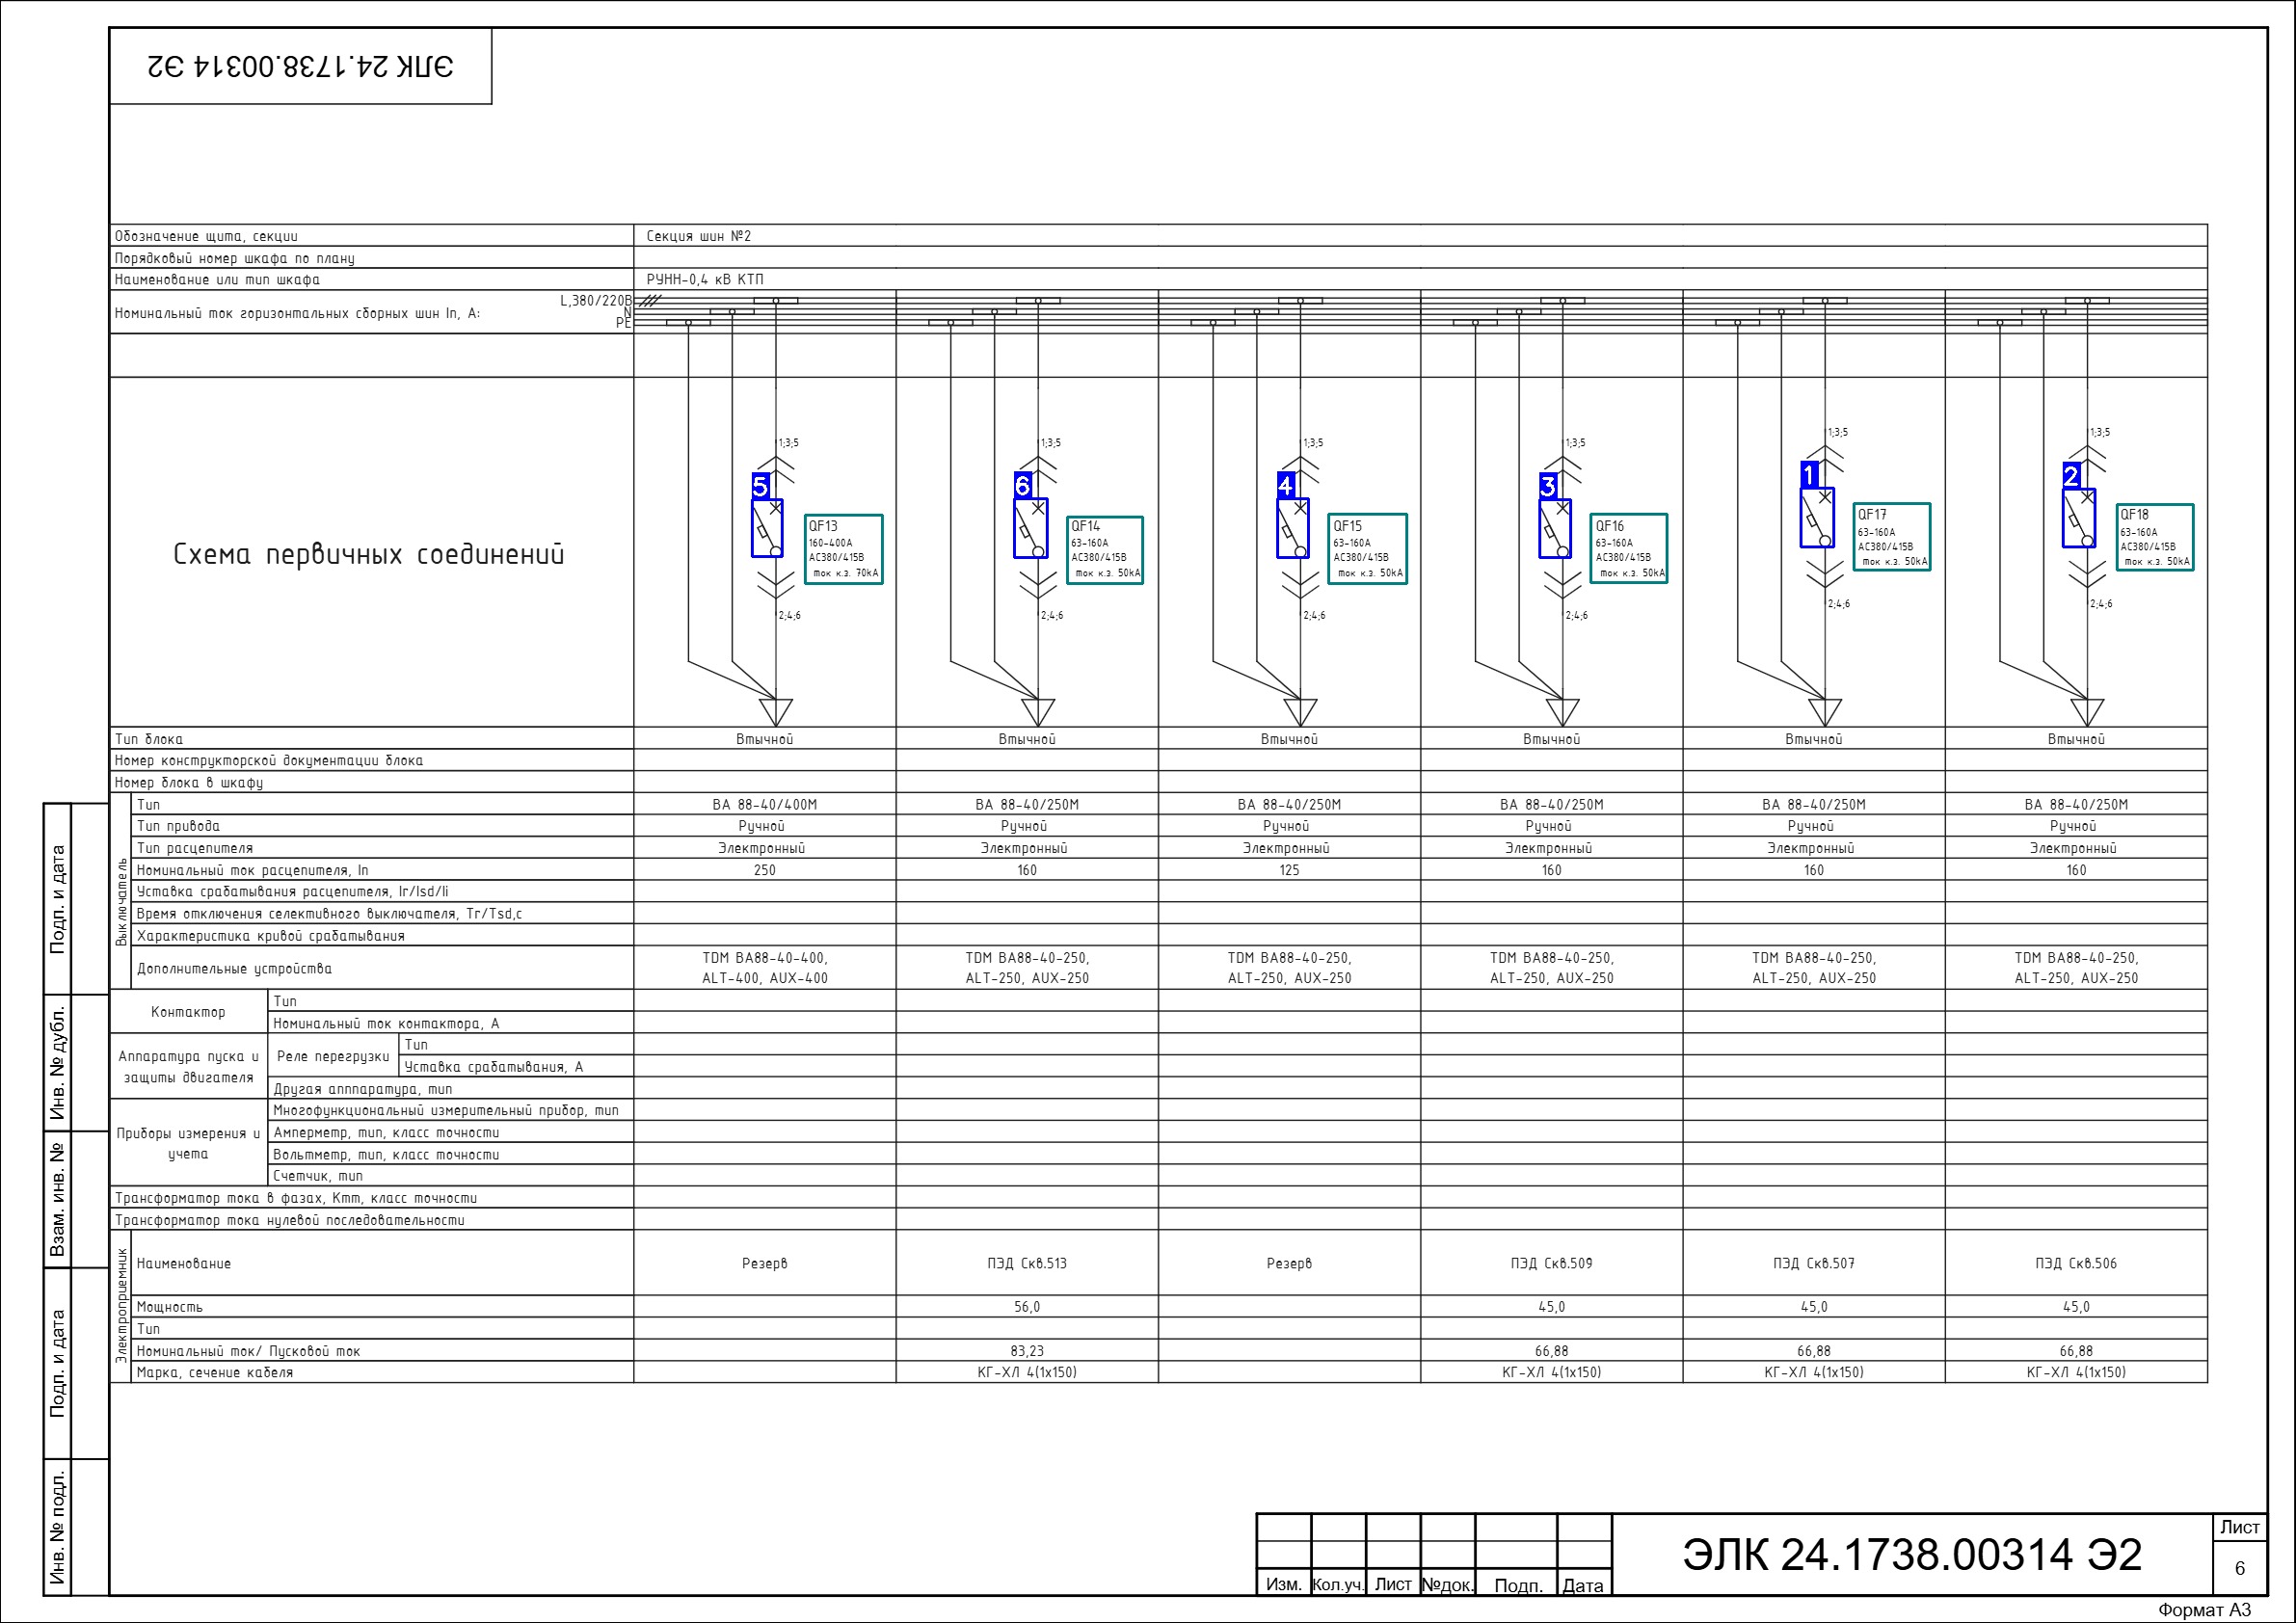 ЭЛК 24.1738.00314 Э2
Обозначение щита, секции
Секция шин №2
Порядковый номер шкафа по плану
Наименование или тип шкафа
РУНН-0,4 кВ КТП
Номинальный ток горизонтальных сборных шин In, А:
L,380/220В
N
PE
Схема первичных соединений
1;3;5 1;3;5 1;3;5 1;3;5 1;3;5 1;3;5
5 6 4 3 1 2
QF13
160-400А
АС380/415В
ток к.з. 70kA
QF14
63-160А
АС380/415В
ток к.з. 50kA
QF15
63-160А
АС380/415В
ток к.з. 50kA
QF16
63-160А
АС380/415В
ток к.з. 50kA
QF17
63-160А
АС380/415В
ток к.з. 50kA
QF18
63-160А
АС380/415В
ток к.з. 50kA
2;4;6 2;4;6 2;4;6 2;4;6 2;4;6 2;4;6
Тип блока Втычной Втычной Втычной Втычной Втычной Втычной
Номер конструкторской документации блока
Номер блока в шкафу
Выключатель
Тип ВА 88-40/400М ВА 88-40/250М ВА 88-40/250М ВА 88-40/250М ВА 88-40/250М ВА 88-40/250М
Тип привода Ручной Ручной Ручной Ручной Ручной Ручной
Тип расцепителя Электронный Электронный Электронный Электронный Электронный Электронный
Номинальный ток расцепителя, In 250 160 125 160 160 160
Уставка срабатывания расцепителя, Ir/Isd/Ii
Время отключения селективного выключателя, Tr/Tsd,с
Характеристика кривой срабатывания
Дополнительные устройства
TDM ВА88-40-400, TDM ВА88-40-250, TDM ВА88-40-250, TDM ВА88-40-250, TDM ВА88-40-250, TDM ВА88-40-250,
ALT-400, AUX-400 ALT-250, AUX-250 ALT-250, AUX-250 ALT-250, AUX-250 ALT-250, AUX-250 ALT-250, AUX-250
Контактор
Тип
Номинальный ток контактора, А
Аппаратура пуска и
защиты двигателя
Реле перегрузки
Тип
Уставка срабатывания, А
Другая апппаратура, тип
Приборы измерения и
учета
Многофункциональный измерительный прибор, тип
Амперметр, тип, класс точности
Вольтметр, тип, класс точности
Счетчик, тип
Трансформатор тока в фазах, Ктт, класс точности
Трансформатор тока нулевой последовательности
Электроприемник
Наименование Резерв ПЭД Скв.513 Резерв ПЭД Скв.509 ПЭД Скв.507 ПЭД Скв.506
Мощность 56,0 45,0 45,0 45,0
Тип
Номинальный ток/ Пусковой ток 83,23 66,88 66,88 66,88
Марка, сечение кабеля КГ-ХЛ 4(1х150) КГ-ХЛ 4(1х150) КГ-ХЛ 4(1х150) КГ-ХЛ 4(1х150)
Подп. и дата
Инв. № дубл.
Взам. инв. №
Подп. и дата
Инв. № подл.
Изм. Кол.уч. Лист №док. Подп. Дата
ЭЛК 24.1738.00314 Э2
Лист
6
Формат А3